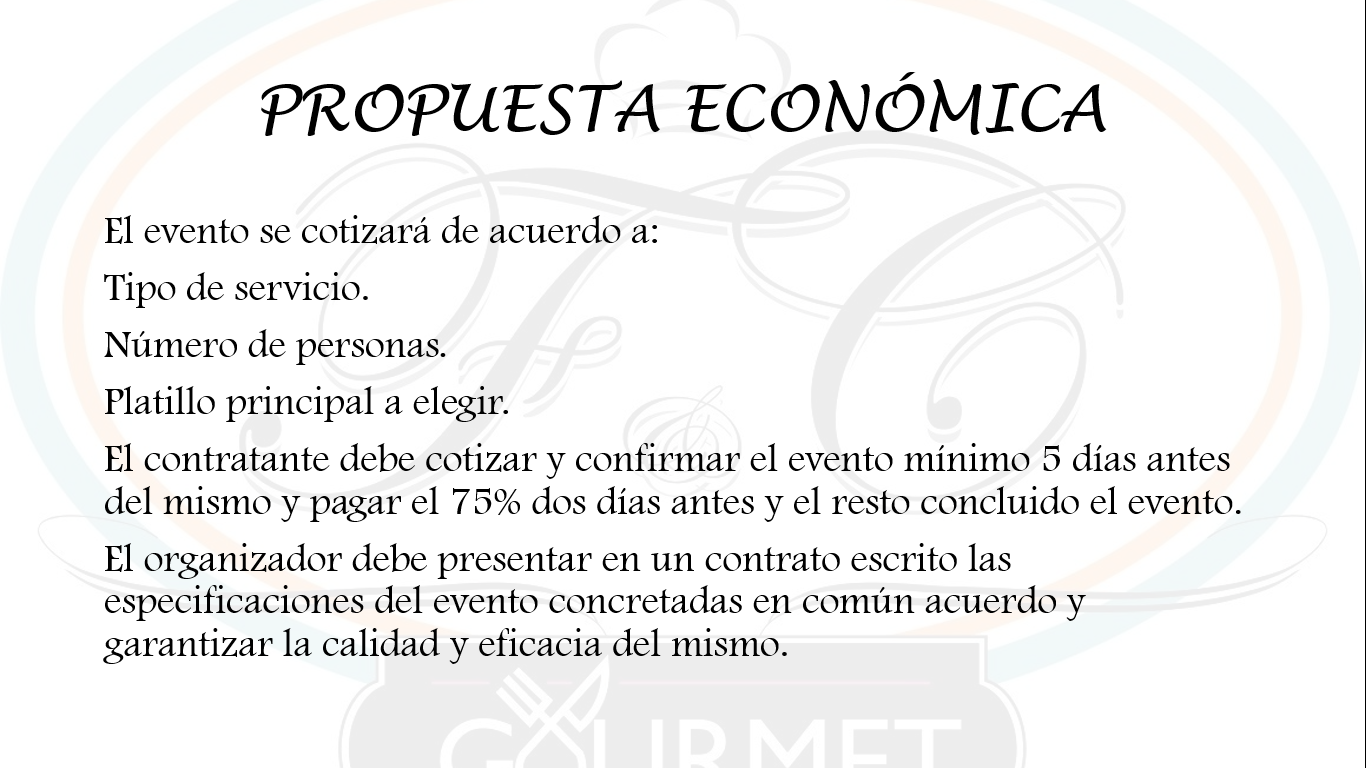 PROPUESTA ECONÓMICA
El evento se cotizará de acuerdo a:
Tipo de servicio.
Número de personas.
Platillo principal a elegir.
El contratante debe cotizar y confirmar el evento mínimo 5 días antes
del mismo y pagar el 75% dos días antes y el resto concluido el evento.
El organizador debe presentar en un contrato escrito las
especificaciones del evento concretadas en común acuerdo y
garantizar la calidad y eficacia del mismo.
F & C
GOURMET